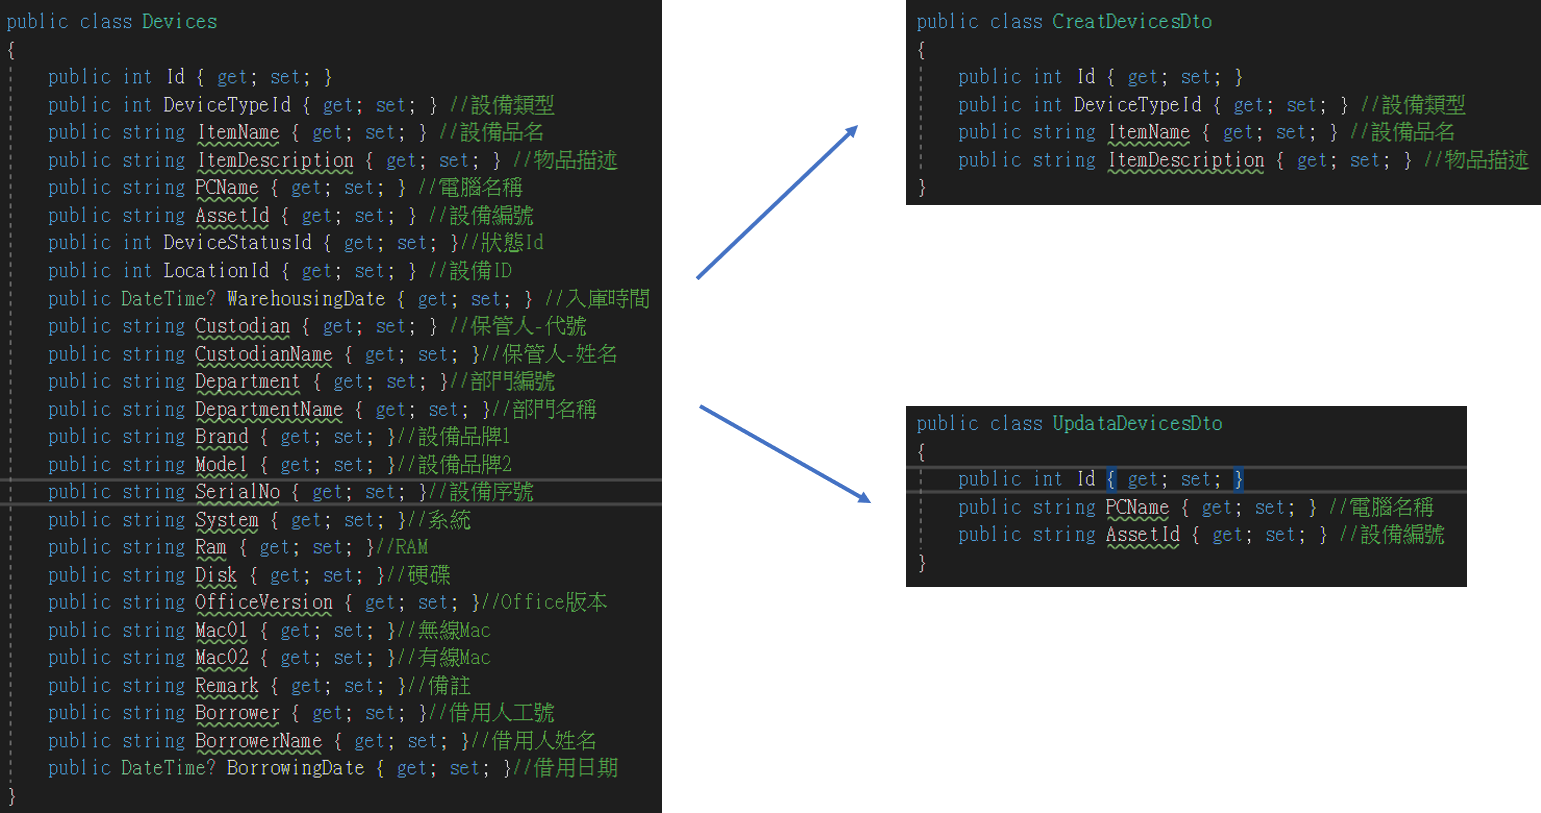 public class Devices
{
public int Id { get; set; }
public int DeviceTypeId { get; set; } //設備類型
public string ItemName { get; set; } //設備品名
public string ItemDescription { get; set; } //物品描述
public string PCName { get; set; } //電腦名稱
public string AssetId { get; set; } //設備編號
public int DeviceStatusId { get; set; }//狀態Id
public int LocationId { get; set; } //設備ID
public DateTime? WarehousingDate { get; set; } //入庫時間
public string Custodian { get; set; } //保管人-代號
public string CustodianName { get; set; }//保管人-姓名
public string Department { get; set; }//部門編號
public string DepartmentName { get; set; }//部門名稱
public string Brand { get; set; }//設備品牌1
public string Model { get; set; }//設備品牌2
public string SerialNo { get; set; }//設備序號
public string System { get; set; }//系統
public string Ram { get; set; }//RAM
public string Disk { get; set; }//硬碟
public string OfficeVersion { get; set; }//Office版本
public string Mac01 { get; set; }//無線Mac
public string Mac02 { get; set; }//有線Mac
public string Remark { get; set; }//備註
public string Borrower { get; set; }//借用人工號
public string BorrowerName { get; set; }//借用人姓名
public DateTime? BorrowingDate { get; set; }//借用日期
}
public class CreatDevicesDto
{
public int Id { get; set; }
public int DeviceTypeId { get; set; } //設備類型
public string ItemName { get; set; } //設備品名
public string ItemDescription { get; set; } //物品描述
}
public class UpdataDevicesDto
{
public int Id { get; set; }
public string PCName { get; set; } //電腦名稱
public string AssetId { get; set; } //設備編號
}